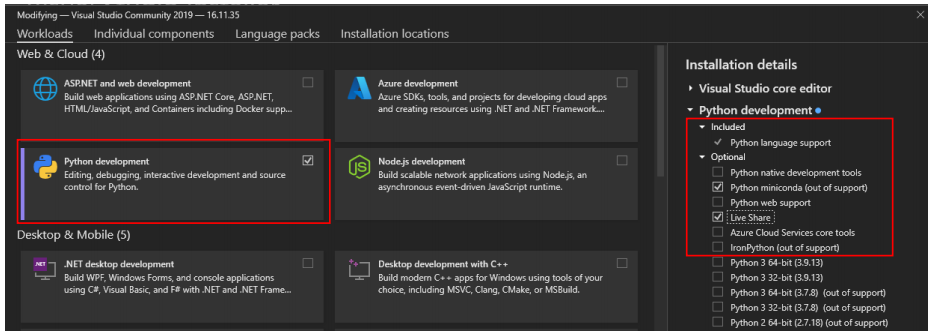 Modifying — Visual Studio Community 2019 — 16.11.35
Workloads
Individual components
Language packs
Installation locations
Web & Cloud (4)
ASP.NET and web development
Build web applications using ASP.NET Core, ASP.NET,
HTML/JavaScript, and Containers including Docker supp...
Azure development
Azure SDKs, tools, and projects for developing cloud apps
and creating resources using .NET and .NET Framework....
Python development
Editing, debugging, interactive development and source
control for Python.
Node.js development
Build scalable network applications using Node.js, an
asynchronous event-driven JavaScript runtime.
Desktop & Mobile (5)
.NET desktop development
Build WPF, Windows Forms, and console applications
using C#, Visual Basic, and F# with .NET and .NET Frame...
Desktop development with C++
Build modern C++ apps for Windows using tools of your
choice, including MSVC, Clang, CMake, or MSBuild.
Installation details
Visual Studio core editor
Python development
Included
Python language support
Optional
Python native development tools
Python miniconda (out of support)
Python web support
Live Share
Azure Cloud Services core tools
IronPython (out of support)
Python 3 64-bit (3.9.13)
Python 3 32-bit (3.9.13)
Python 3 64-bit (3.7.8) (out of support)
Python 3 32-bit (3.7.8) (out of support)
Python 2 64-bit (2.7.18) (out of support)